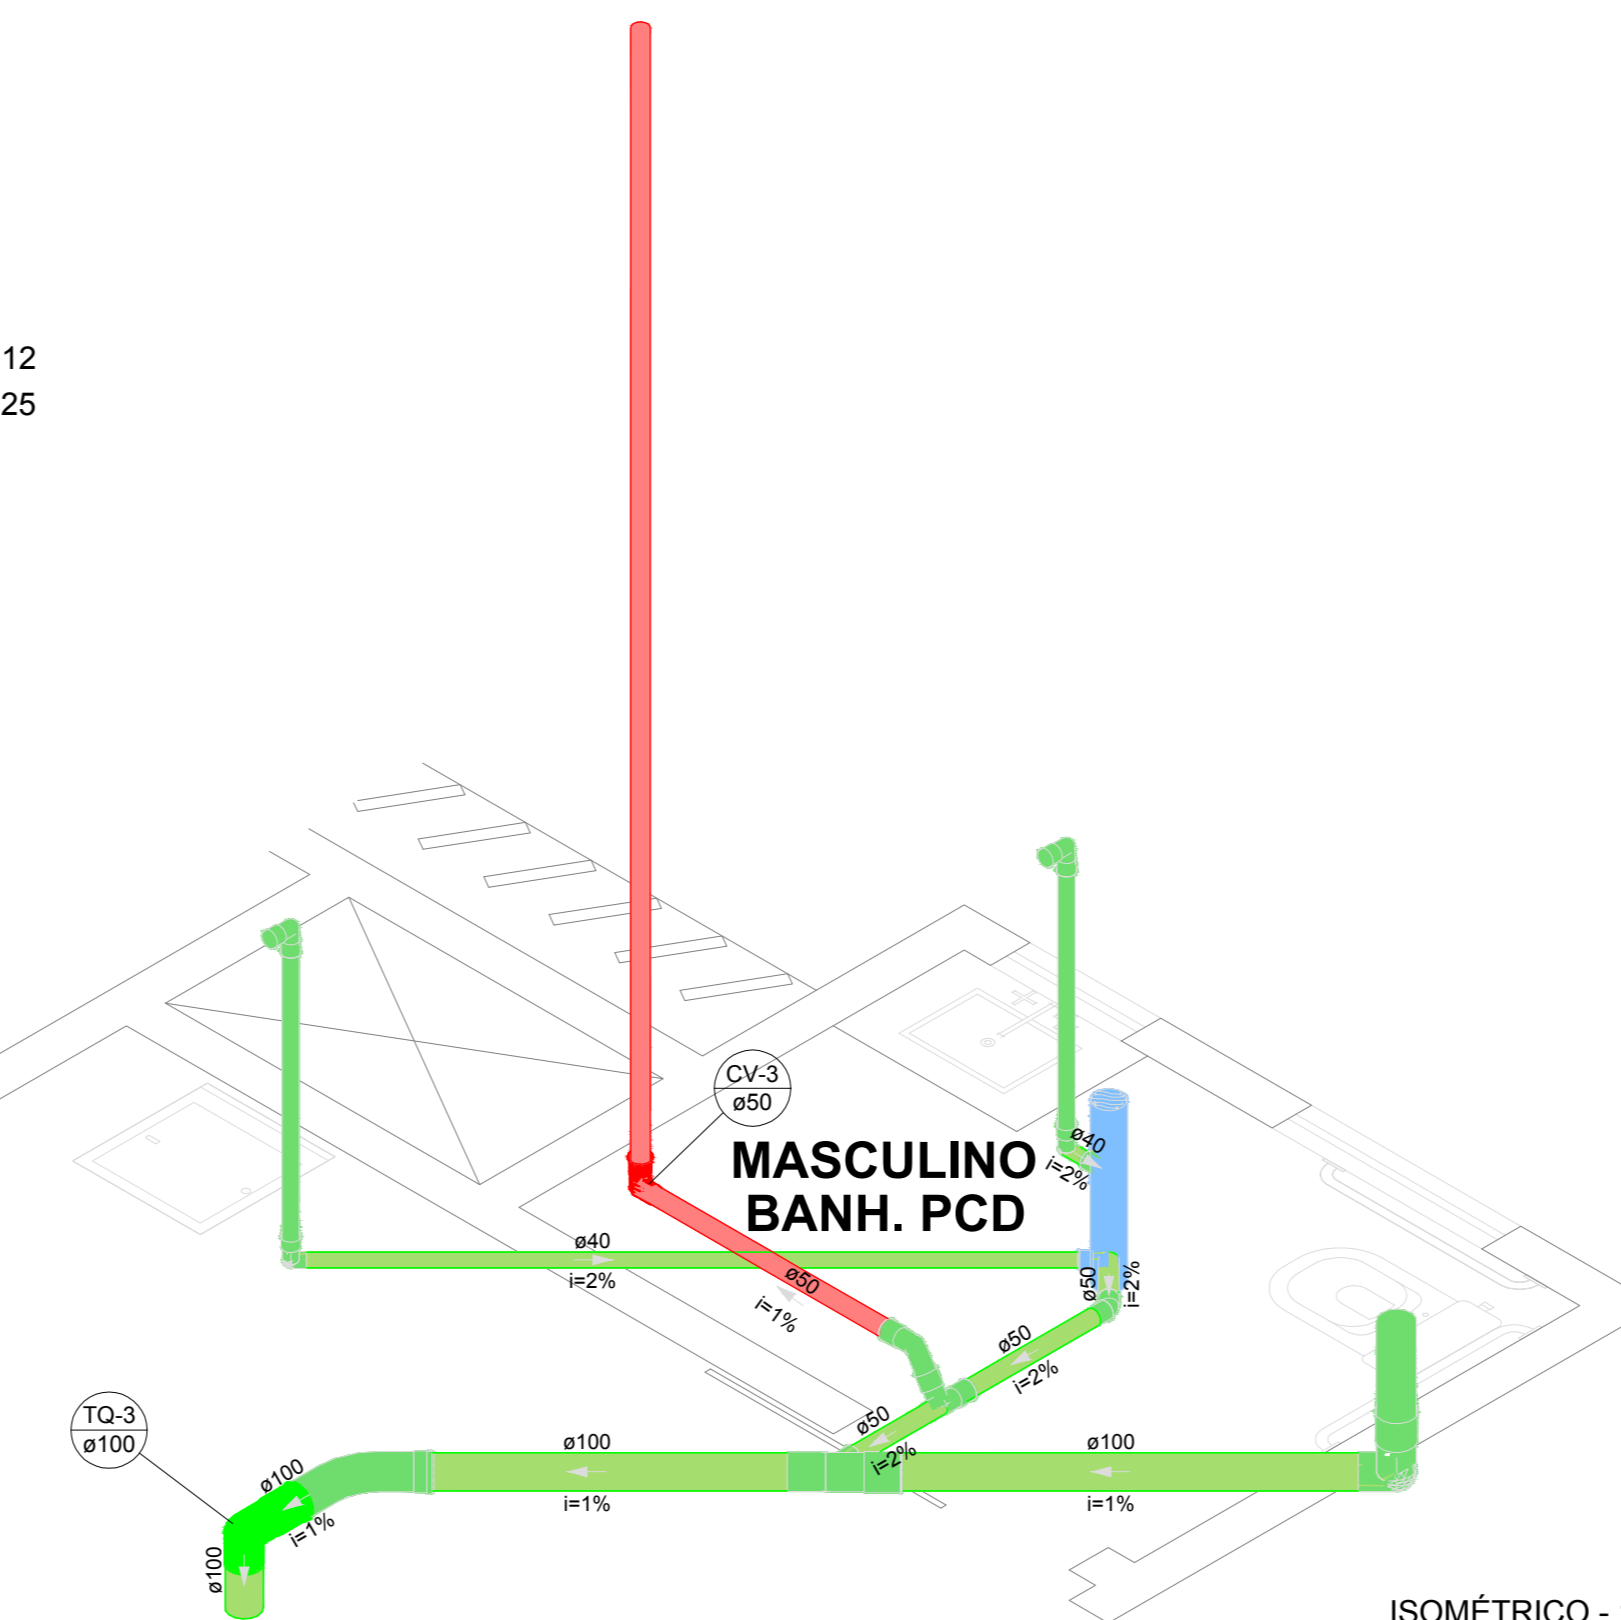 12
25
CV-3
ø50
MASCULINO
BANH. PCD
ø40
i=2%
ø40
i=2%
ø50
i=1%
ø50
i=2%
ø50
i=2%
ø50
i=2%
TQ-3
ø100
ø100
i=1%
ø100
i=1%
ø100
i=1%
ø100
ISOMÉTRICO -